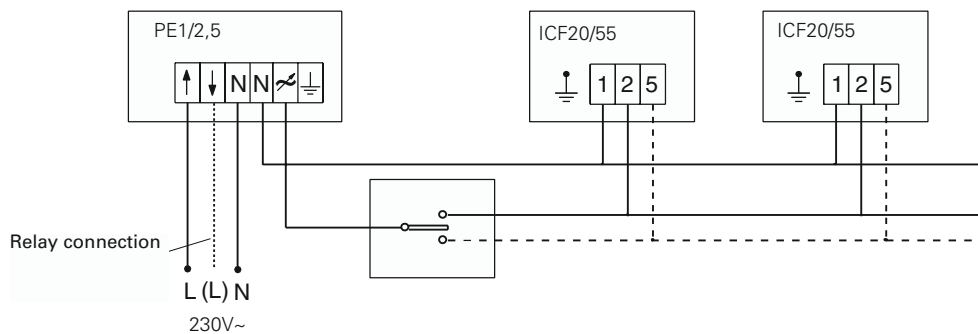 PE1/2,5
N N
ICF20/55
1 2 5
ICF20/55
1 2 5
Relay connection
L (L) N
230V~